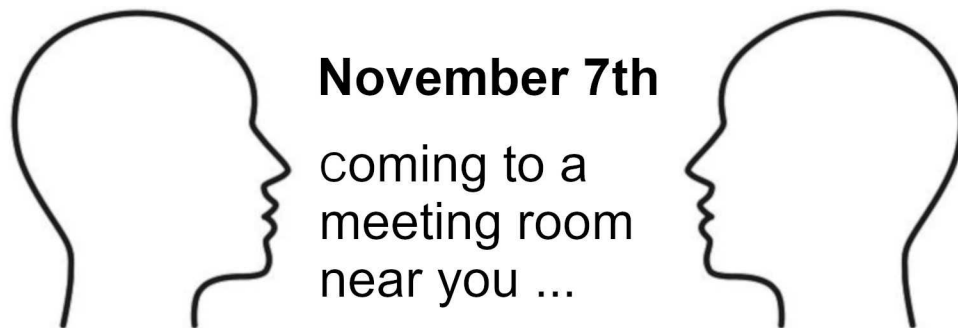 November 7th
Coming to a
meeting room
near you ...